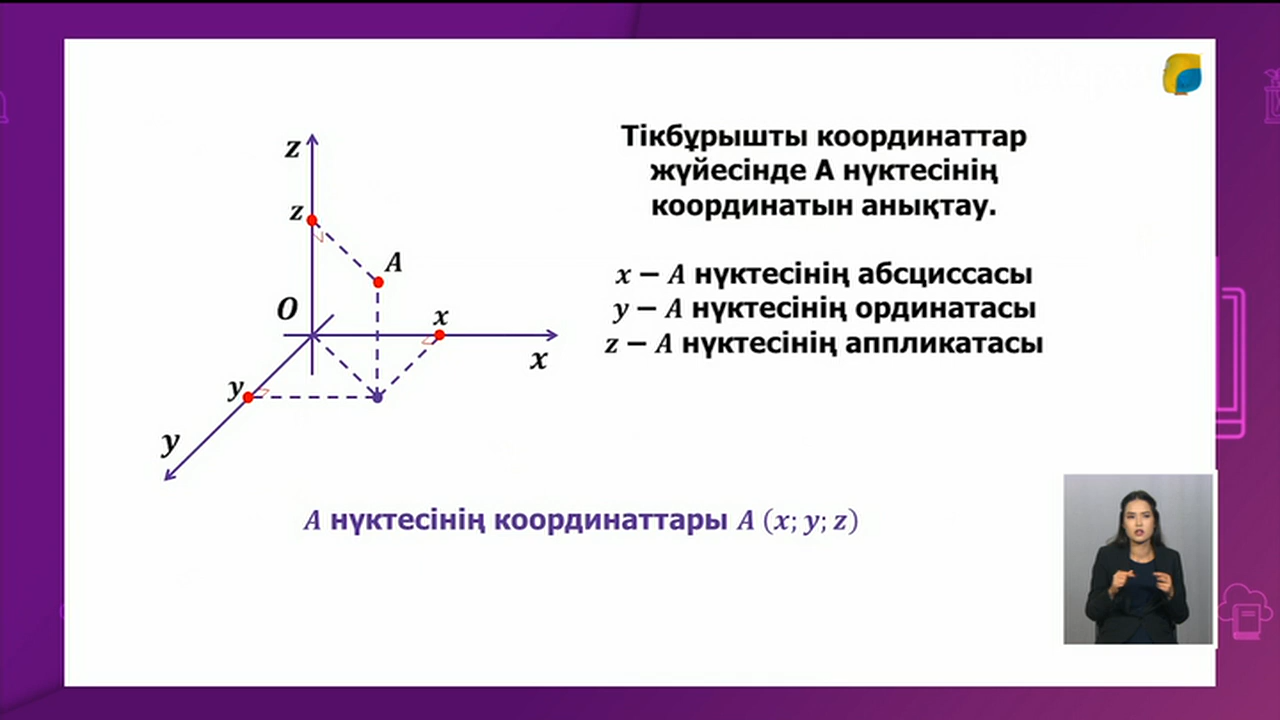 Тікбұрышты координаттар
жүйесінде А нүктесінің
координатын анықтау.
x – A нүктесінің абсциссасы
y – A нүктесінің ординатасы
z – A нүктесінің аппликатасы
z
z
A
O
x
x
y
y
A нүктесінің координаттары A (x; y; z)